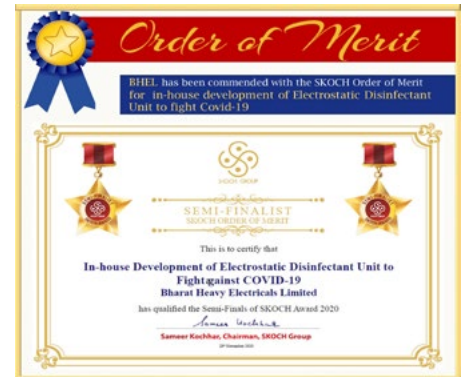 Order of Merit
BHEL has been commended with the SKOCH Order of Merit
for in-house development of Electrostatic Disinfectant
Unit to fight Covid-19
SKOCH GROUP
SEMI-FINALIST
SKOCH ORDER OF MERIT
This is to certify that
In-house Development of Electrostatic Disinfectant Unit to
Fightgainst COVID-19
Bharat Heavy Electricals Limited
has qualified the Semi-Finals of SKOCH Award 2020
Sameer Kochhar
Sameer Kochhar, Chairman, SKOCH Group